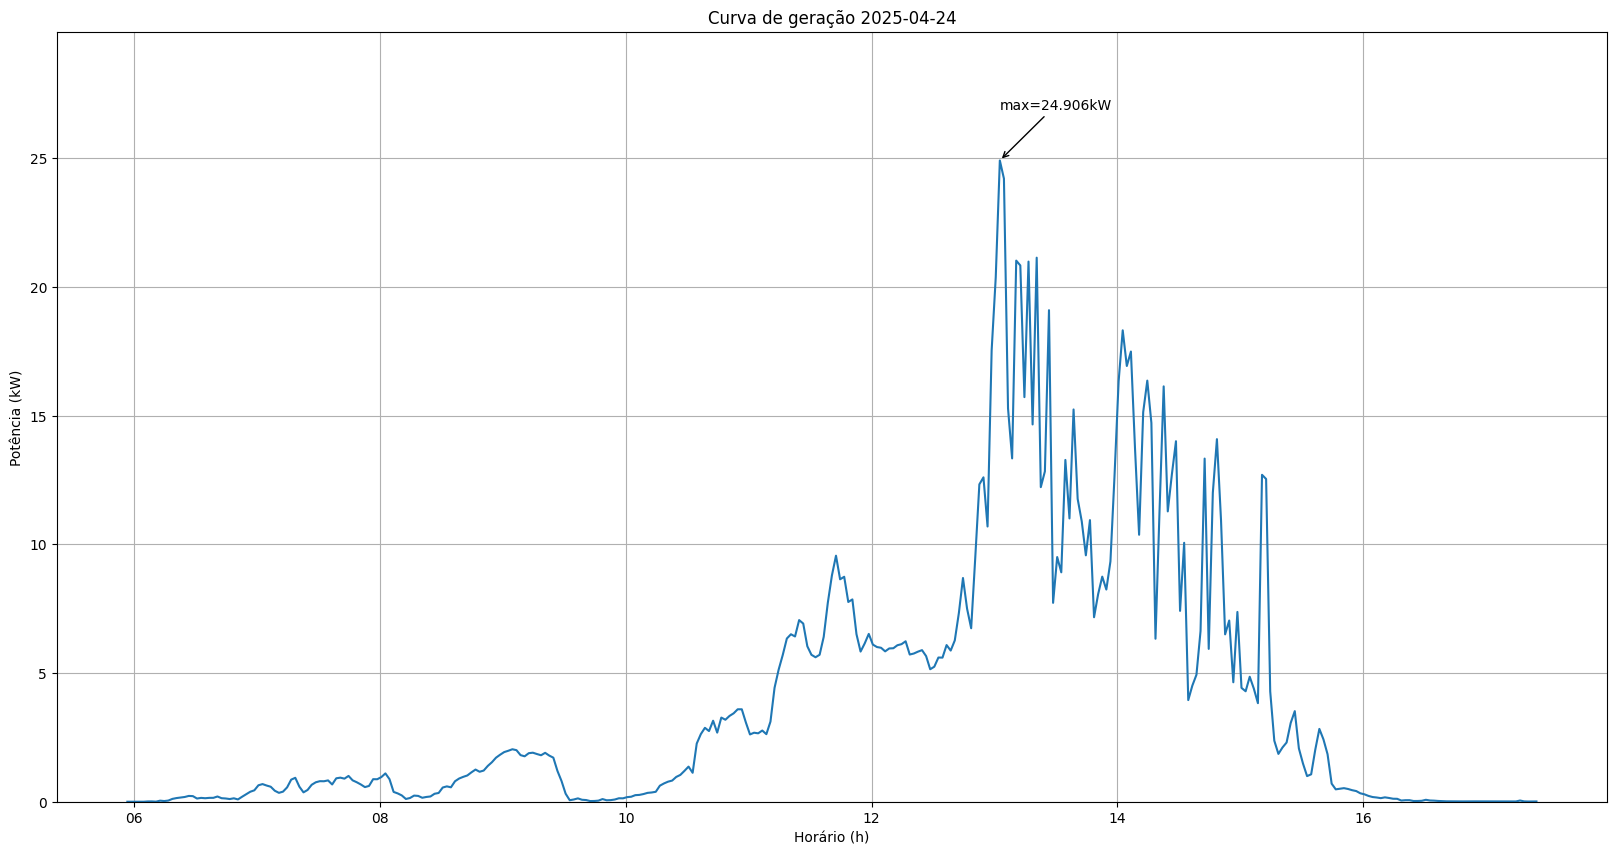 Curva de geração 2025-04-24
max=24.906kW
25
20
15
10
5
0
Potência (kW)
06 08 10 12 14 16
Horário (h)